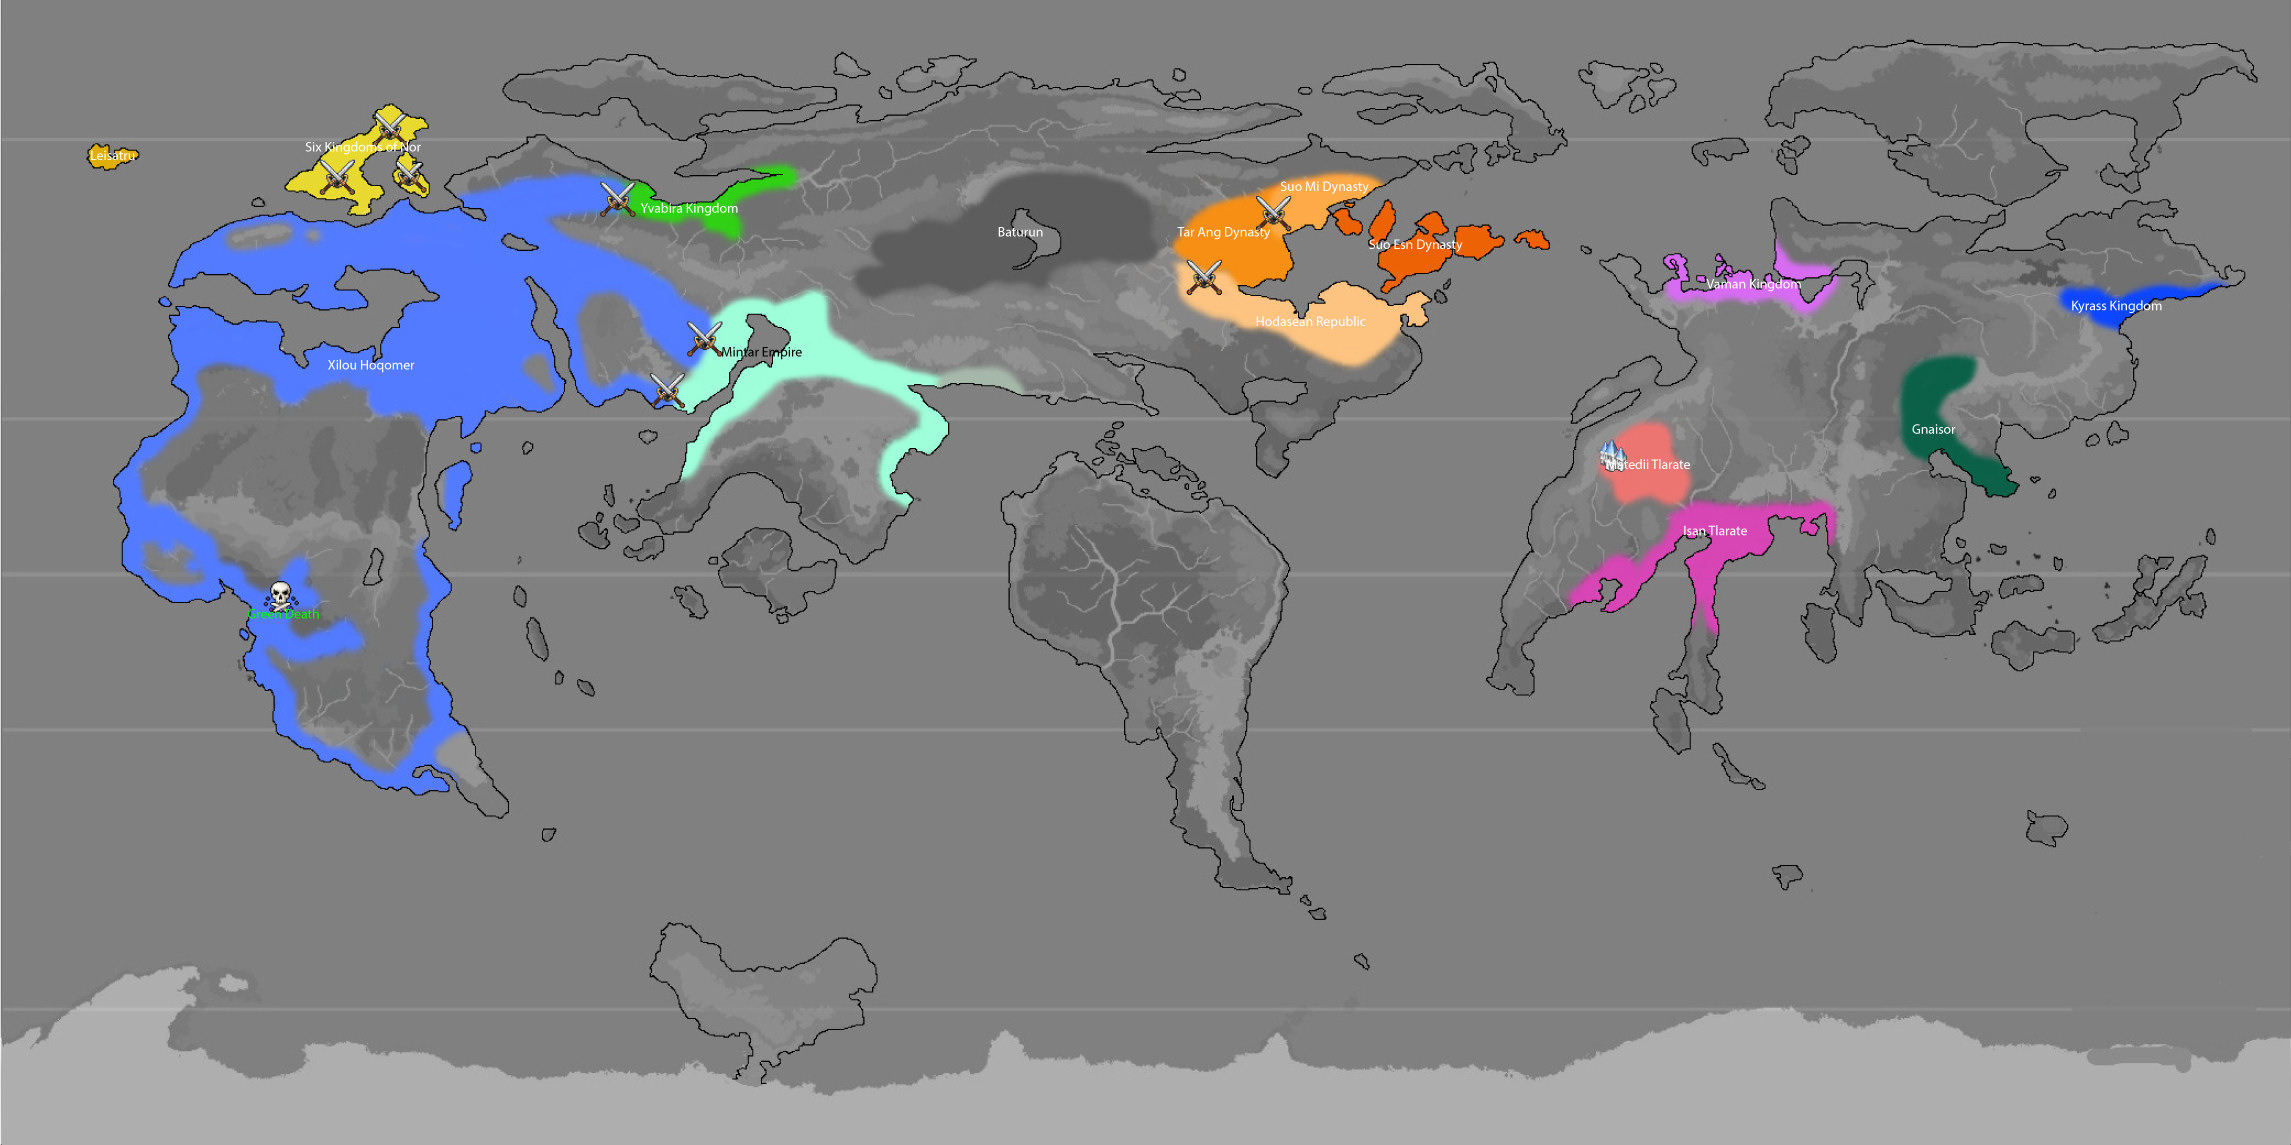 Leisatru
Six Kingdoms of Nor
Yvabira Kingdom
Baturun
Suo Mi Dynasty
Tar Ang Dynasty
Suo Esn Dynasty
Vaman Kingdom
Kyrass Kingdom
Hodasean Republic
Mintar Empire
Xilou Hoqomer
Gnaisor
Matedii Tlarate
Isan Tlarate
Green Death